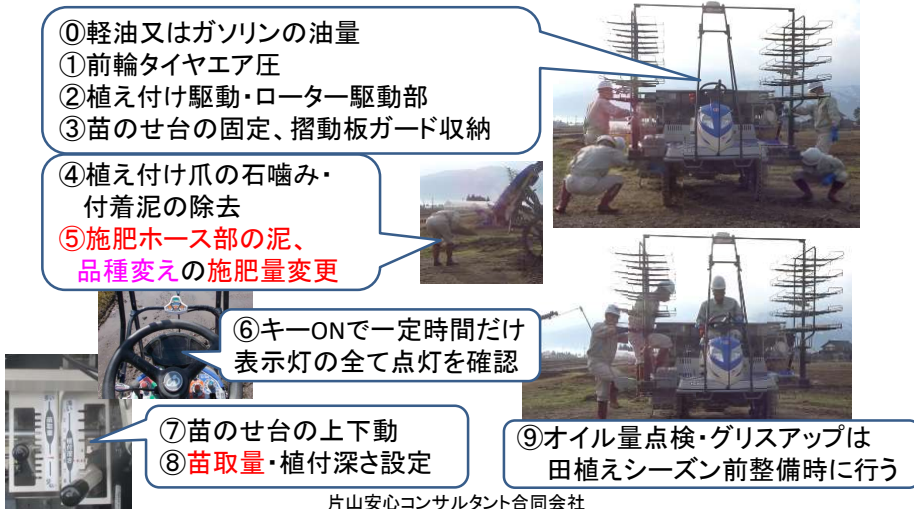 ⓪軽油又はガソリンの油量
①前輪タイヤエア圧
②植え付け駆動・ローター駆動部
③苗のせ台の固定、摺動板ガード収納
④植え付け爪の石噛み・
付着泥の除去
⑤施肥ホース部の泥、
品種変えの施肥量変更
⑥キーONで一定時間だけ
表示灯の全て点灯を確認
⑦苗のせ台の上下動
⑧苗取量・植付深さ設定
⑨オイル量点検・グリスアップは
田植えシーズン前整備時に行う
片山安心コンサルタント合同会社